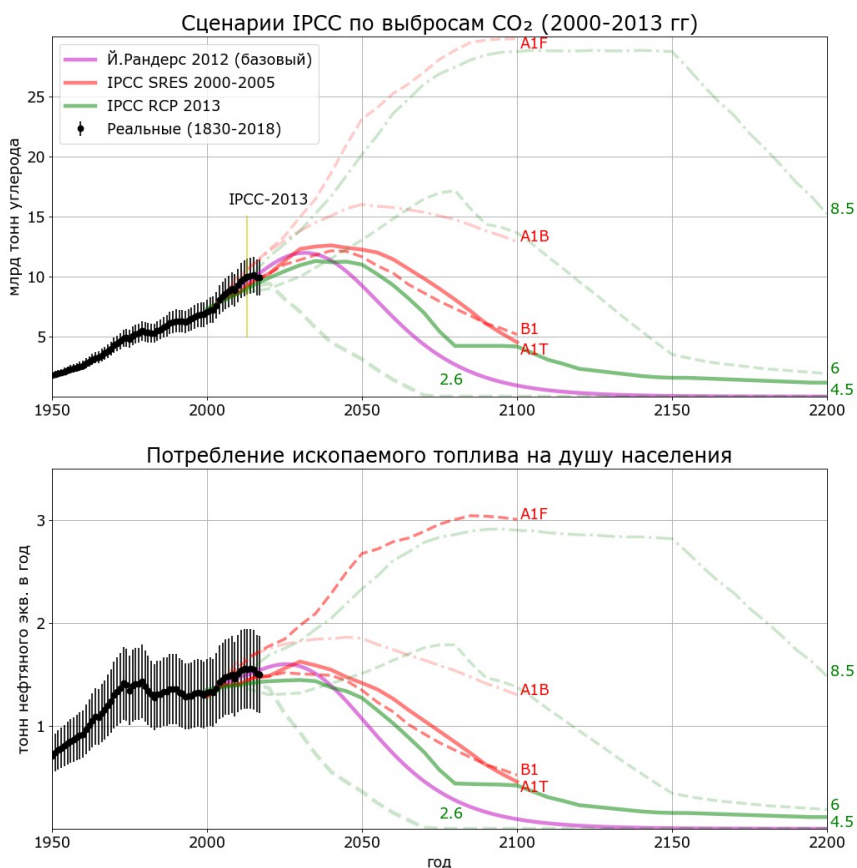 Сценарии IPCC по выбросам CO₂ (2000-2013 гг)
млрд тонн углерода
Й.Рандерс 2012 (базовый)
IPCC SRES 2000-2005
IPCC RCP 2013
Реальные (1830-2018)
IPCC-2013
A1F
A1B
B1
A1T
8.5
6
4.5
2.6
25
20
15
10
5
1950
2000
2050
2100
2150
2200
Потребление ископаемого топлива на душу населения
тонн нефтяного экв. в год
A1F
A1B
B1
A1T
8.5
6
4.5
2.6
3
2
1
1950
2000
2050
2100
2150
2200
год